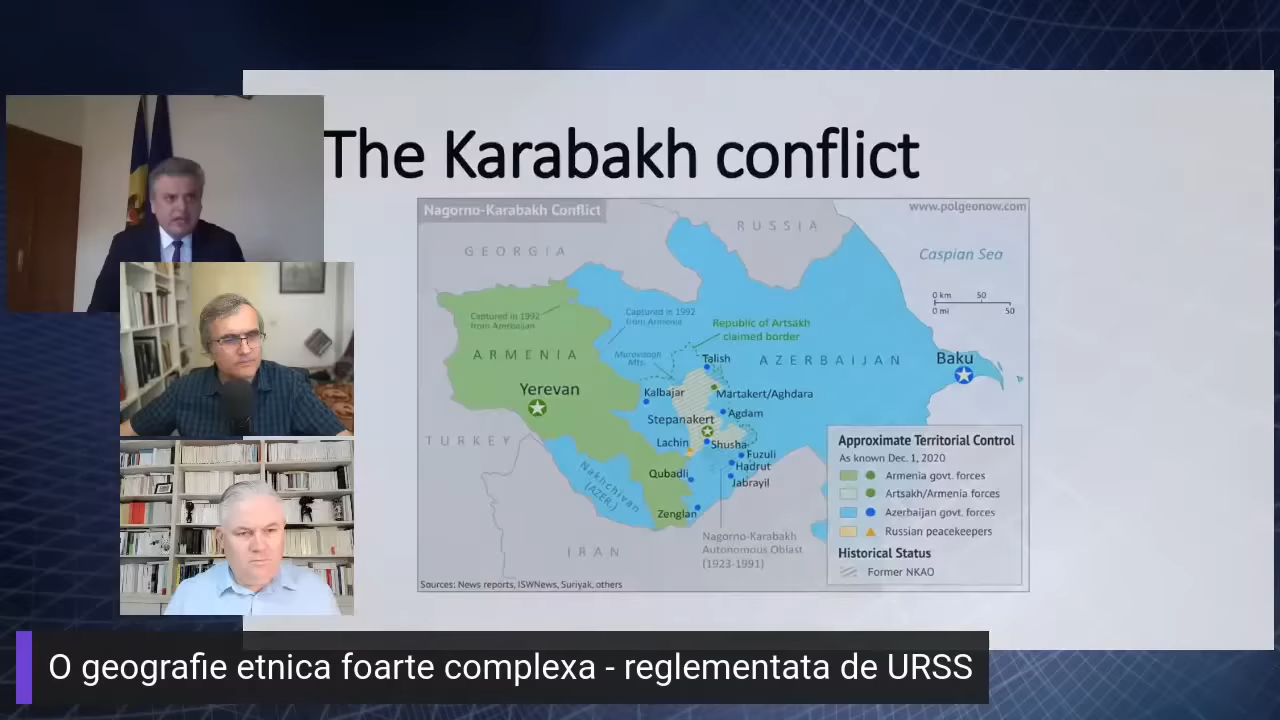 The Karabakh conflict
Nagorno-Karabakh Conflict
www.polgeonow.com
RUSSIA
GEORGIA
Caspian Sea
0 km 50
0 mi 50
Captured in 1992
from Azerbaijan
Captured in 1992
from Armenia
Republic of Artsakh
claimed border
Murovdagh
Mts.
ARMENIA
Talish
AZERBAIJAN
Baku
Yerevan
Kalbajar
Martakert/Aghdara
Stepanakert
Agdam
TURKEY
Lachin
Shusha
Fuzuli
Hadrut
Qubadli
Jabrayil
Nakhchivan
(AZER.)
Zenglan
Nagorno-Karabakh
Autonomous Oblast
(1923-1991)
IRAN
Approximate Territorial Control
As known Dec. 1, 2020
Armenia govt. forces
Artsakh/Armenia forces
Azerbaijan govt. forces
Russian peacekeepers
Historical Status
Former NKAO
Sources: News reports, ISWNews, Suriyak, others
O geografie etnica foarte complexa - reglementata de URSS